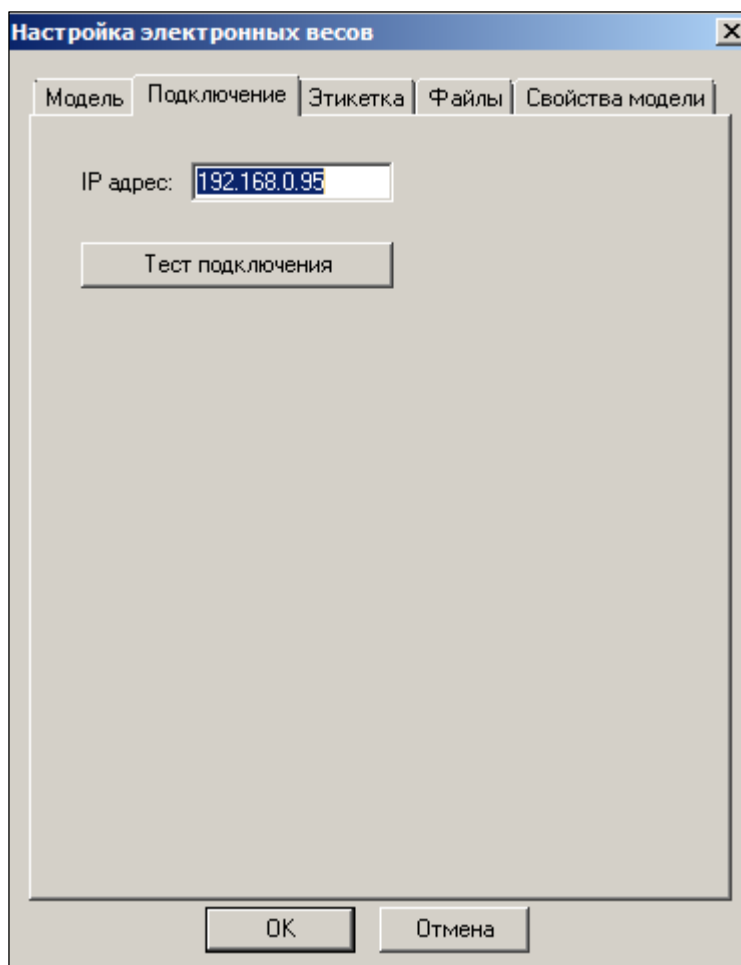 Настройка электронных весов
Модель Подключение Этикетка Файлы Свойства модели
IP адрес: 192.168.0.95
Тест подключения
OK Отмена